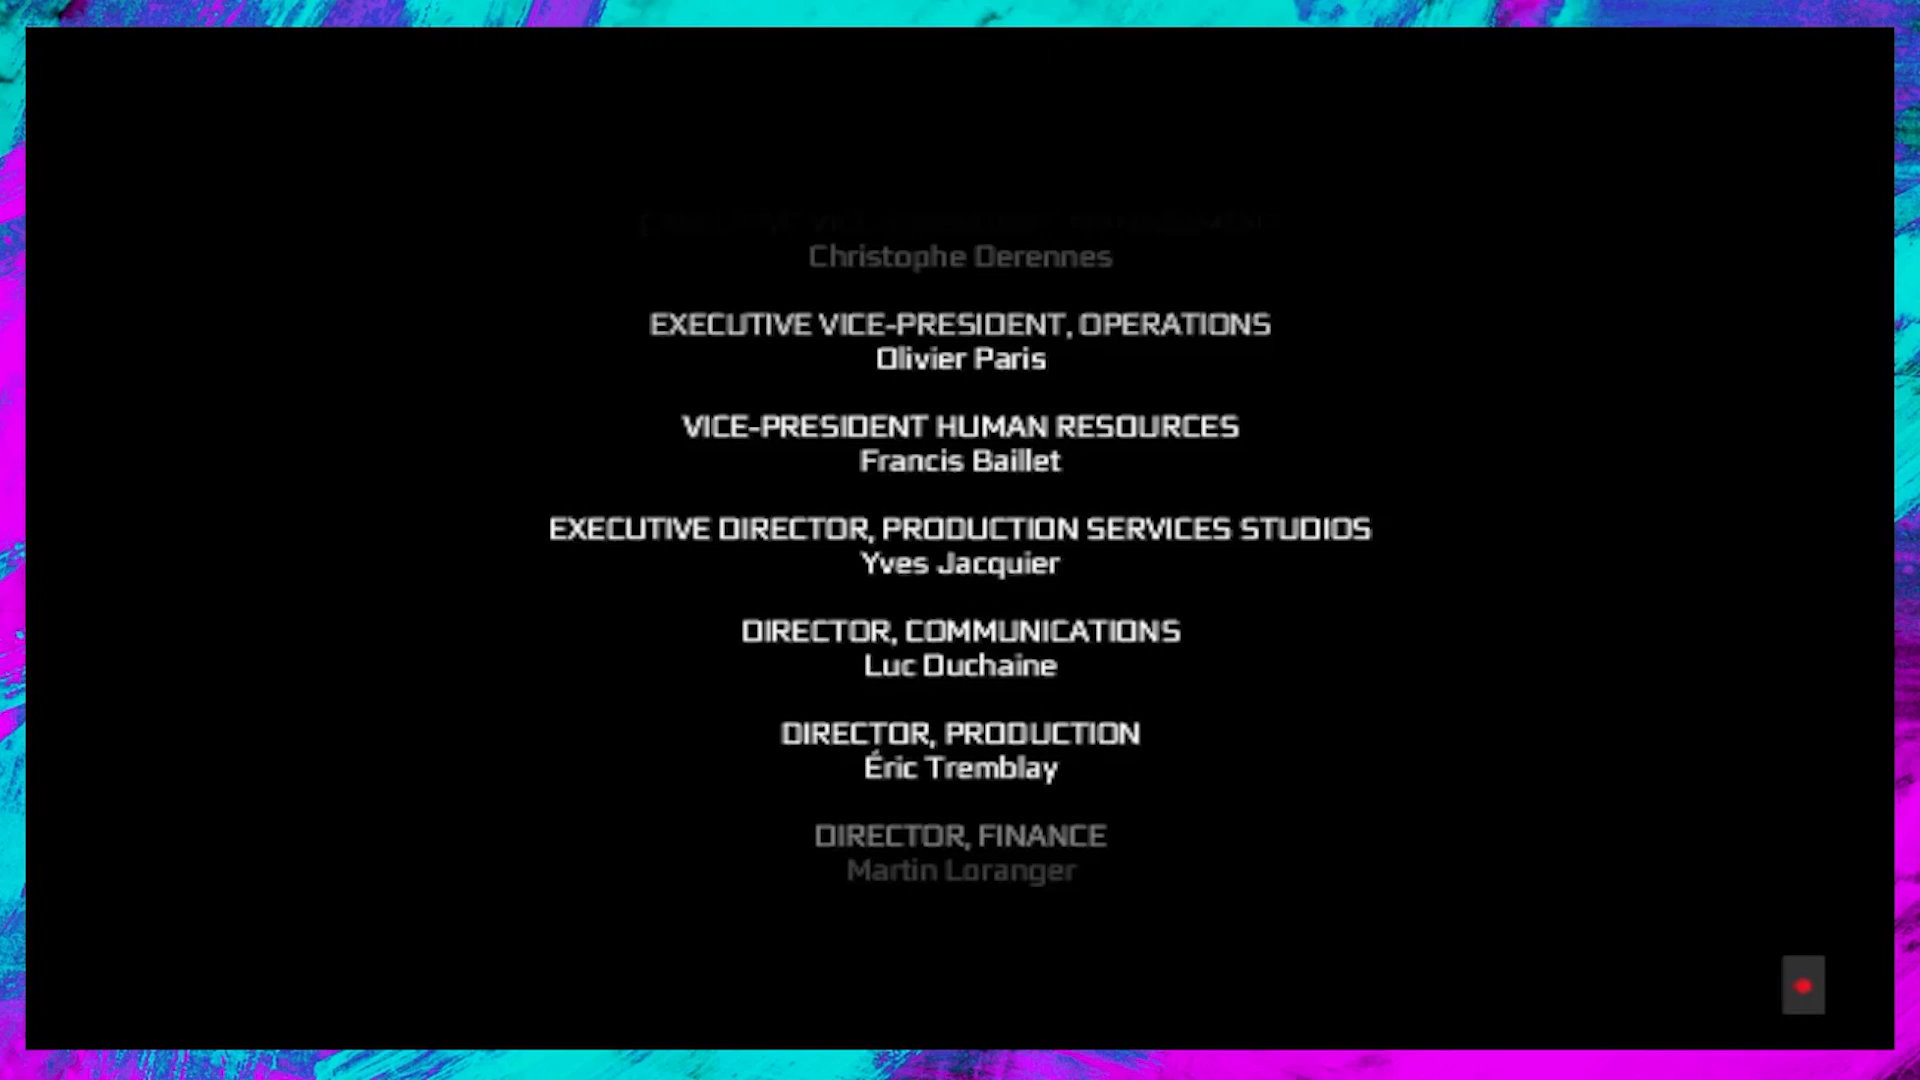 Christophe Derennes
EXECUTIVE VICE-PRESIDENT, OPERATIONS
Olivier Paris
VICE-PRESIDENT HUMAN RESOURCES
Francis Baillet
EXECUTIVE DIRECTOR, PRODUCTION SERVICES STUDIOS
Yves Jacquier
DIRECTOR, COMMUNICATIONS
Luc Duchaine
DIRECTOR, PRODUCTION
Éric Tremblay
DIRECTOR, FINANCE
Martin Loranger